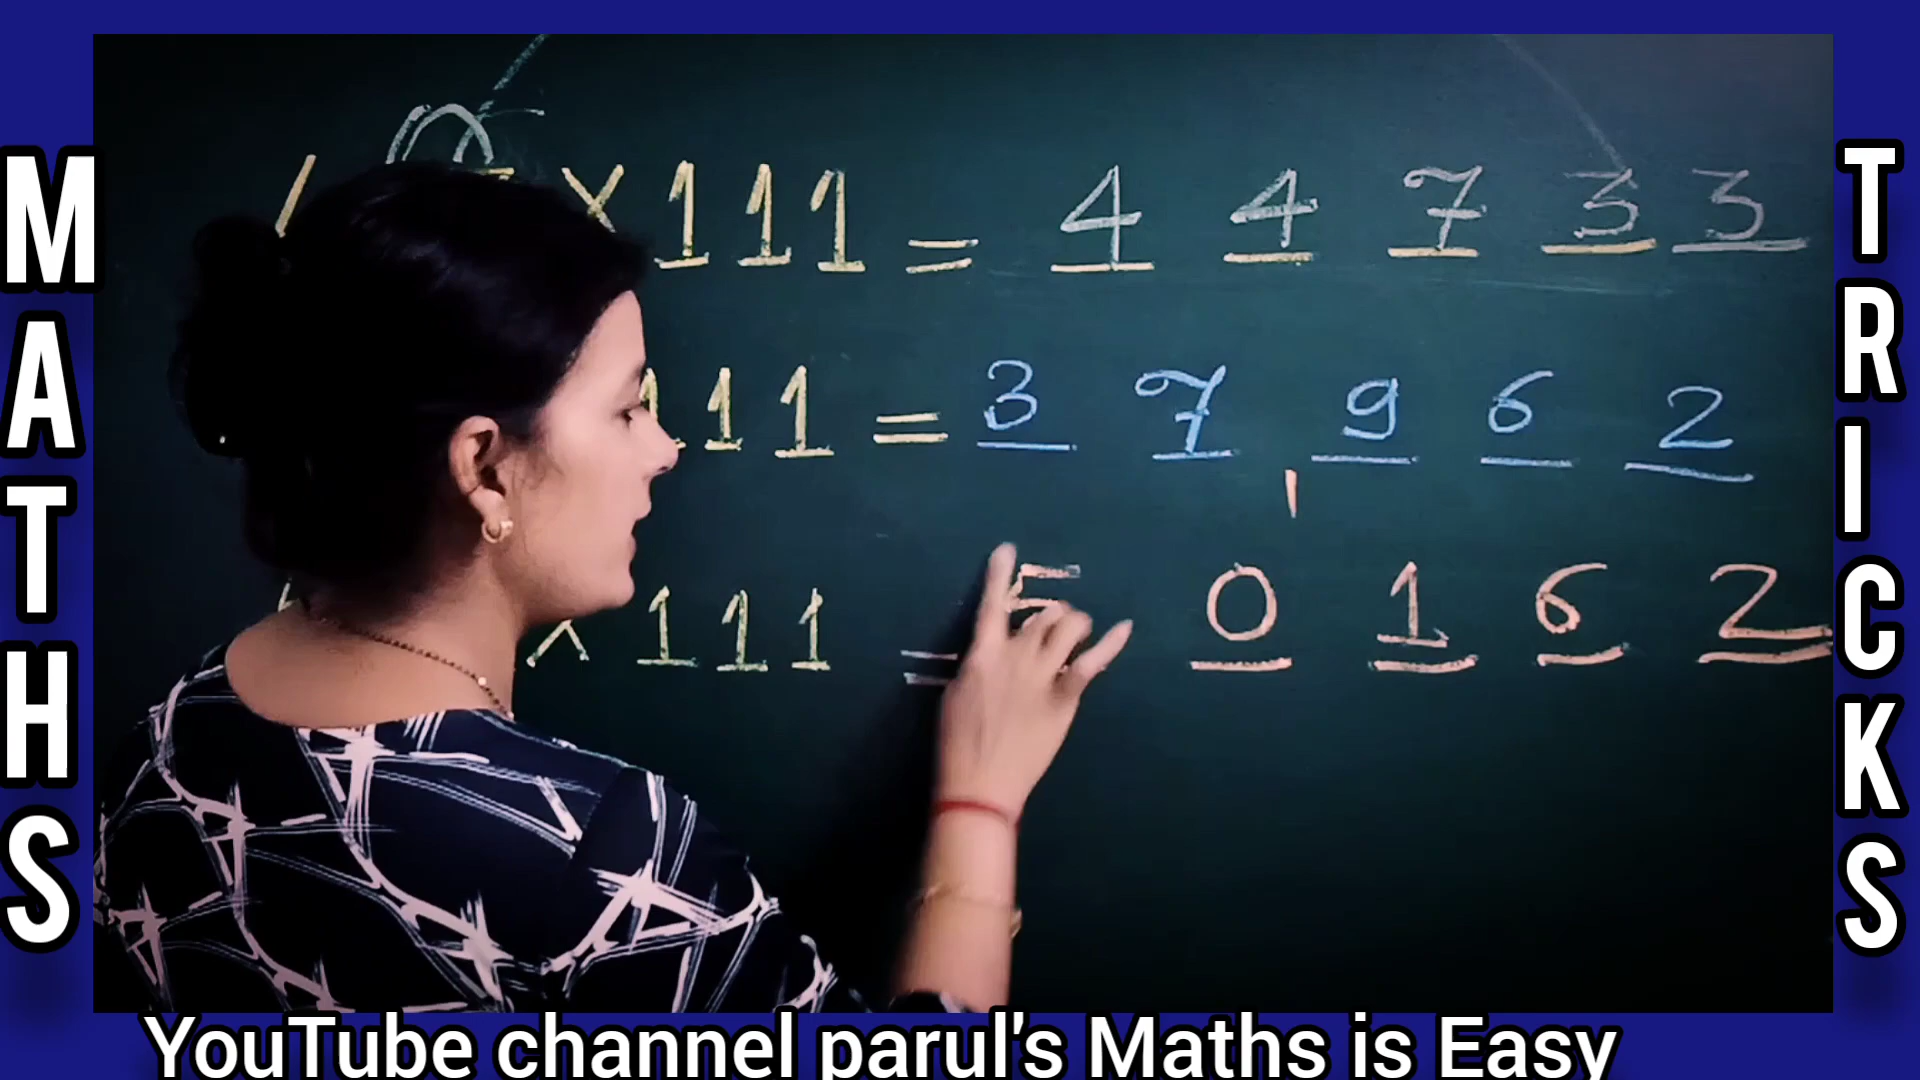 MATHS
× 111 = 4 4 7 3 3
111 = 3 7 9 6 2
1
× 111 = 5 0 1 6 2
TRICKS
YouTube channel parul's Maths is Easy